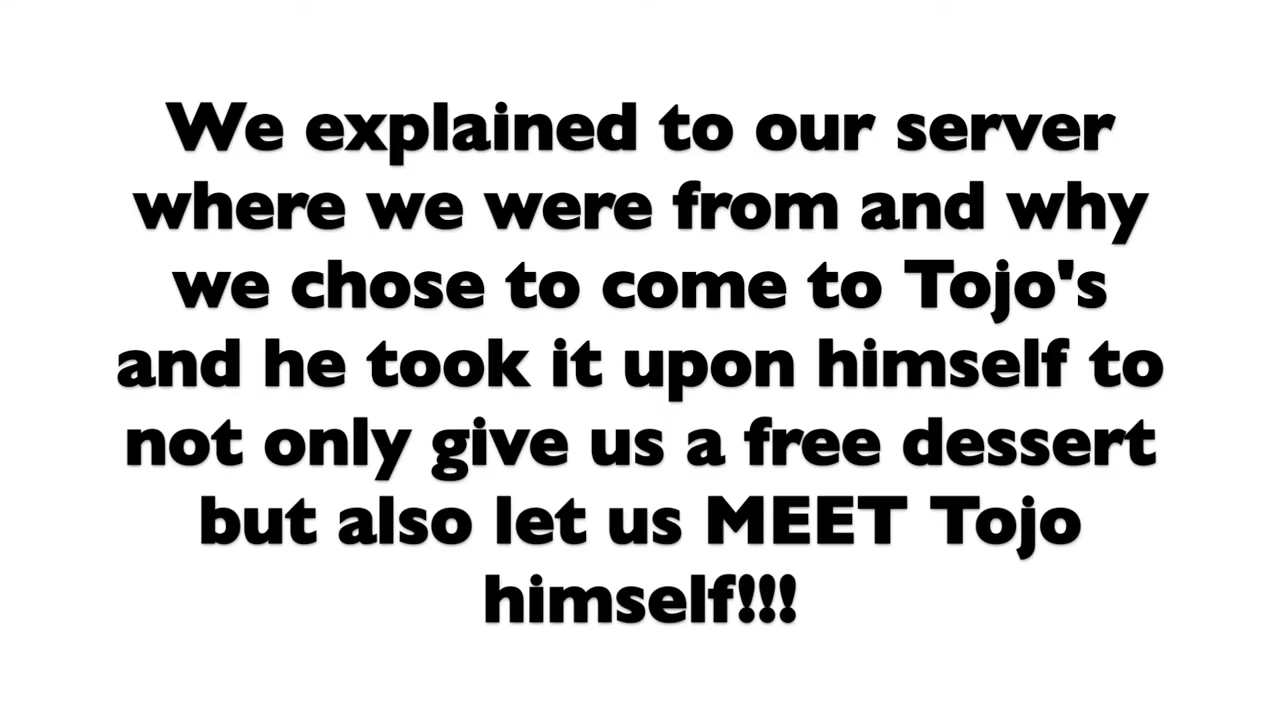 We explained to our server
where we were from and why
we chose to come to Tojo's
and he took it upon himself to
not only give us a free dessert
but also let us MEET Tojo
himself!!!